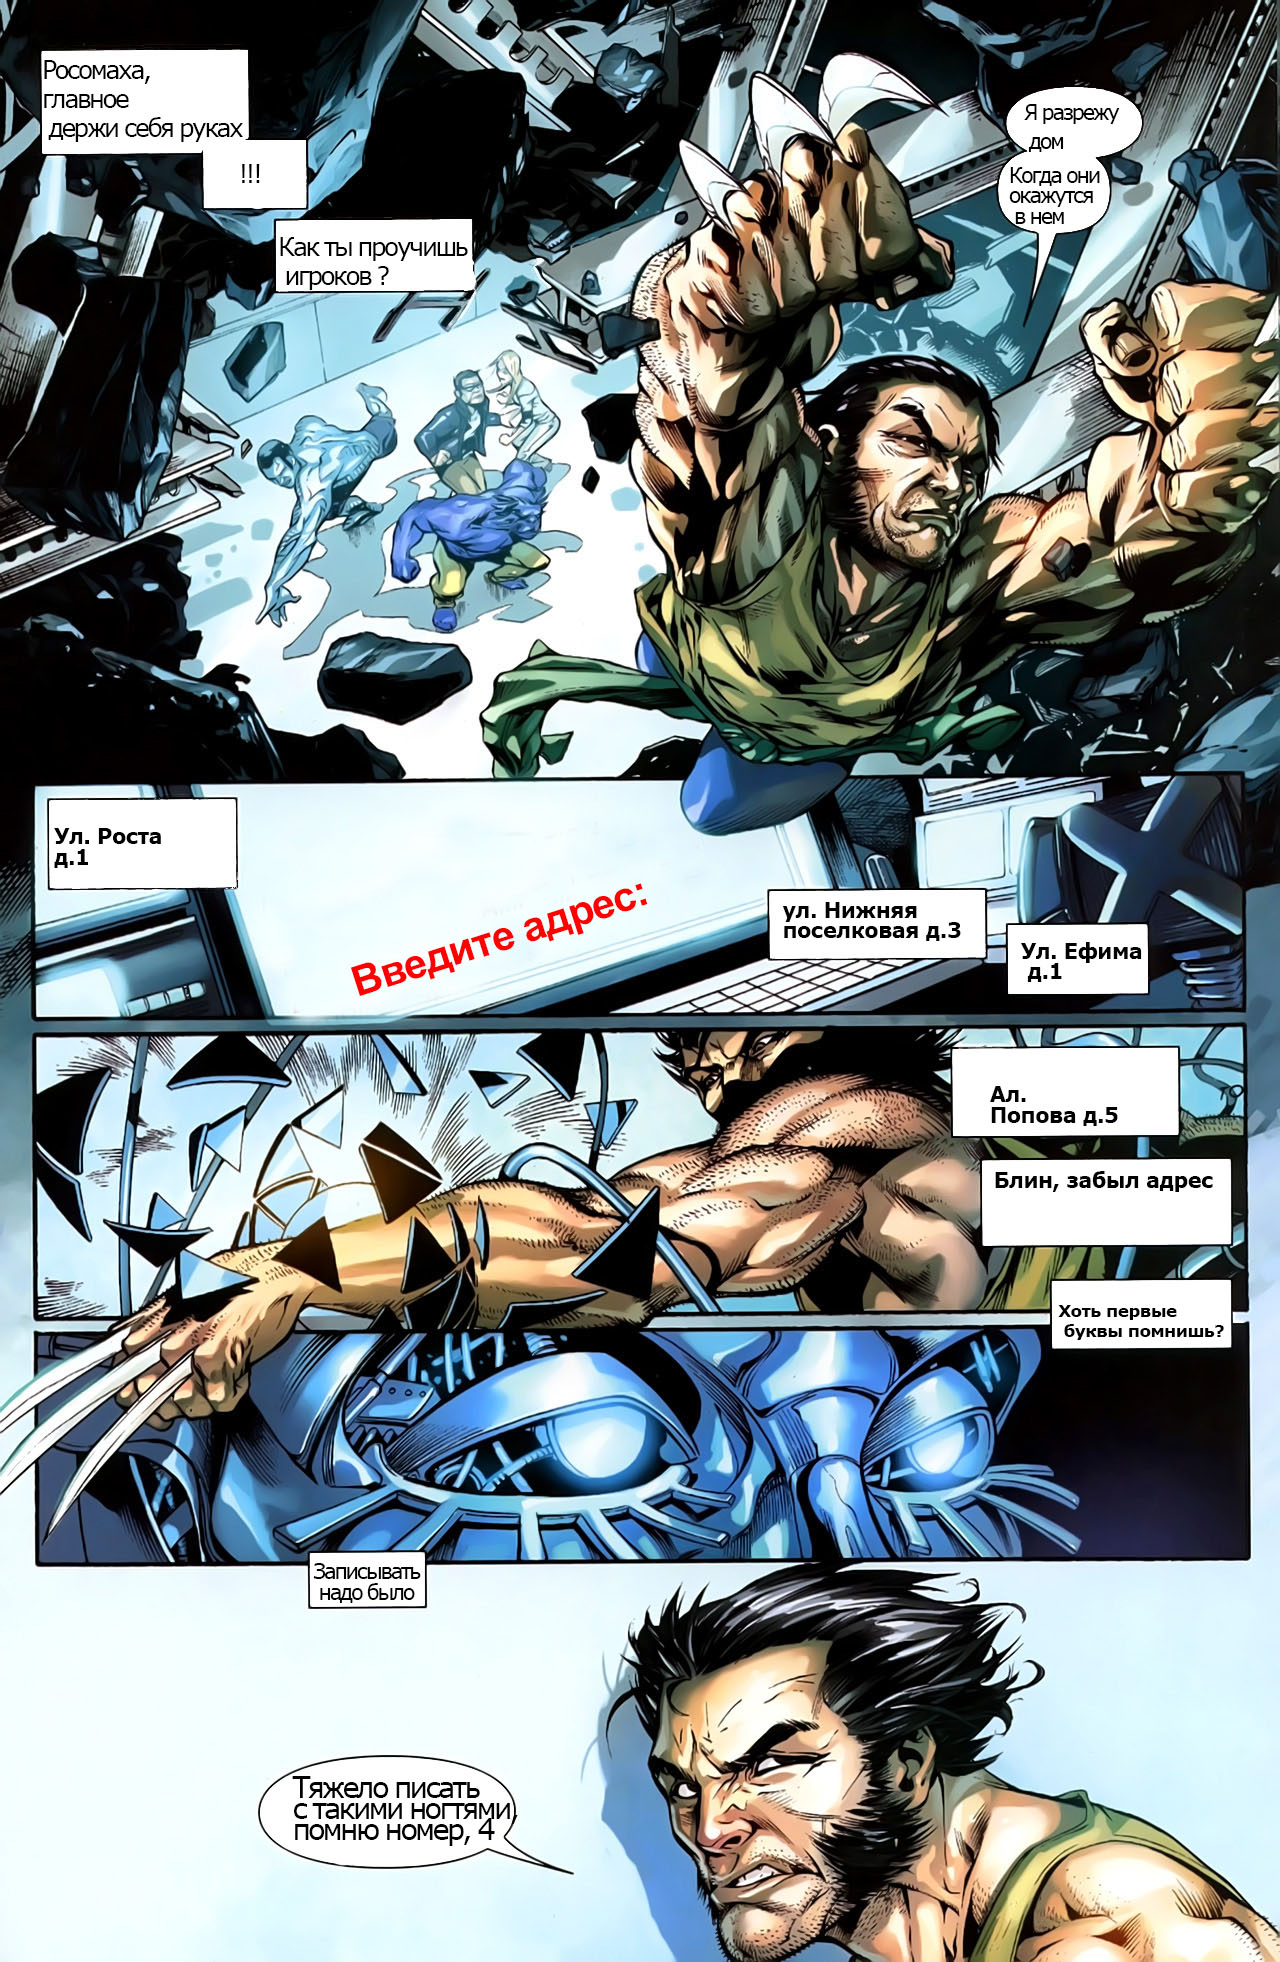 Росомаха,
главное
держи себя руках
!!!
Как ты проучишь
игроков ?
Я разрежу
дом
Когда они
окажутся
в нем
Ул. Роста
д.1
Введите адрес:
ул. Нижняя
поселковая д.3
Ул. Ефима
д.1
Ал.
Попова д.5
Блин, забыл адрес
Хоть первые
буквы помнишь?
Записывать
надо было
Тяжело писать
с такими ногтями,
помню номер, 4